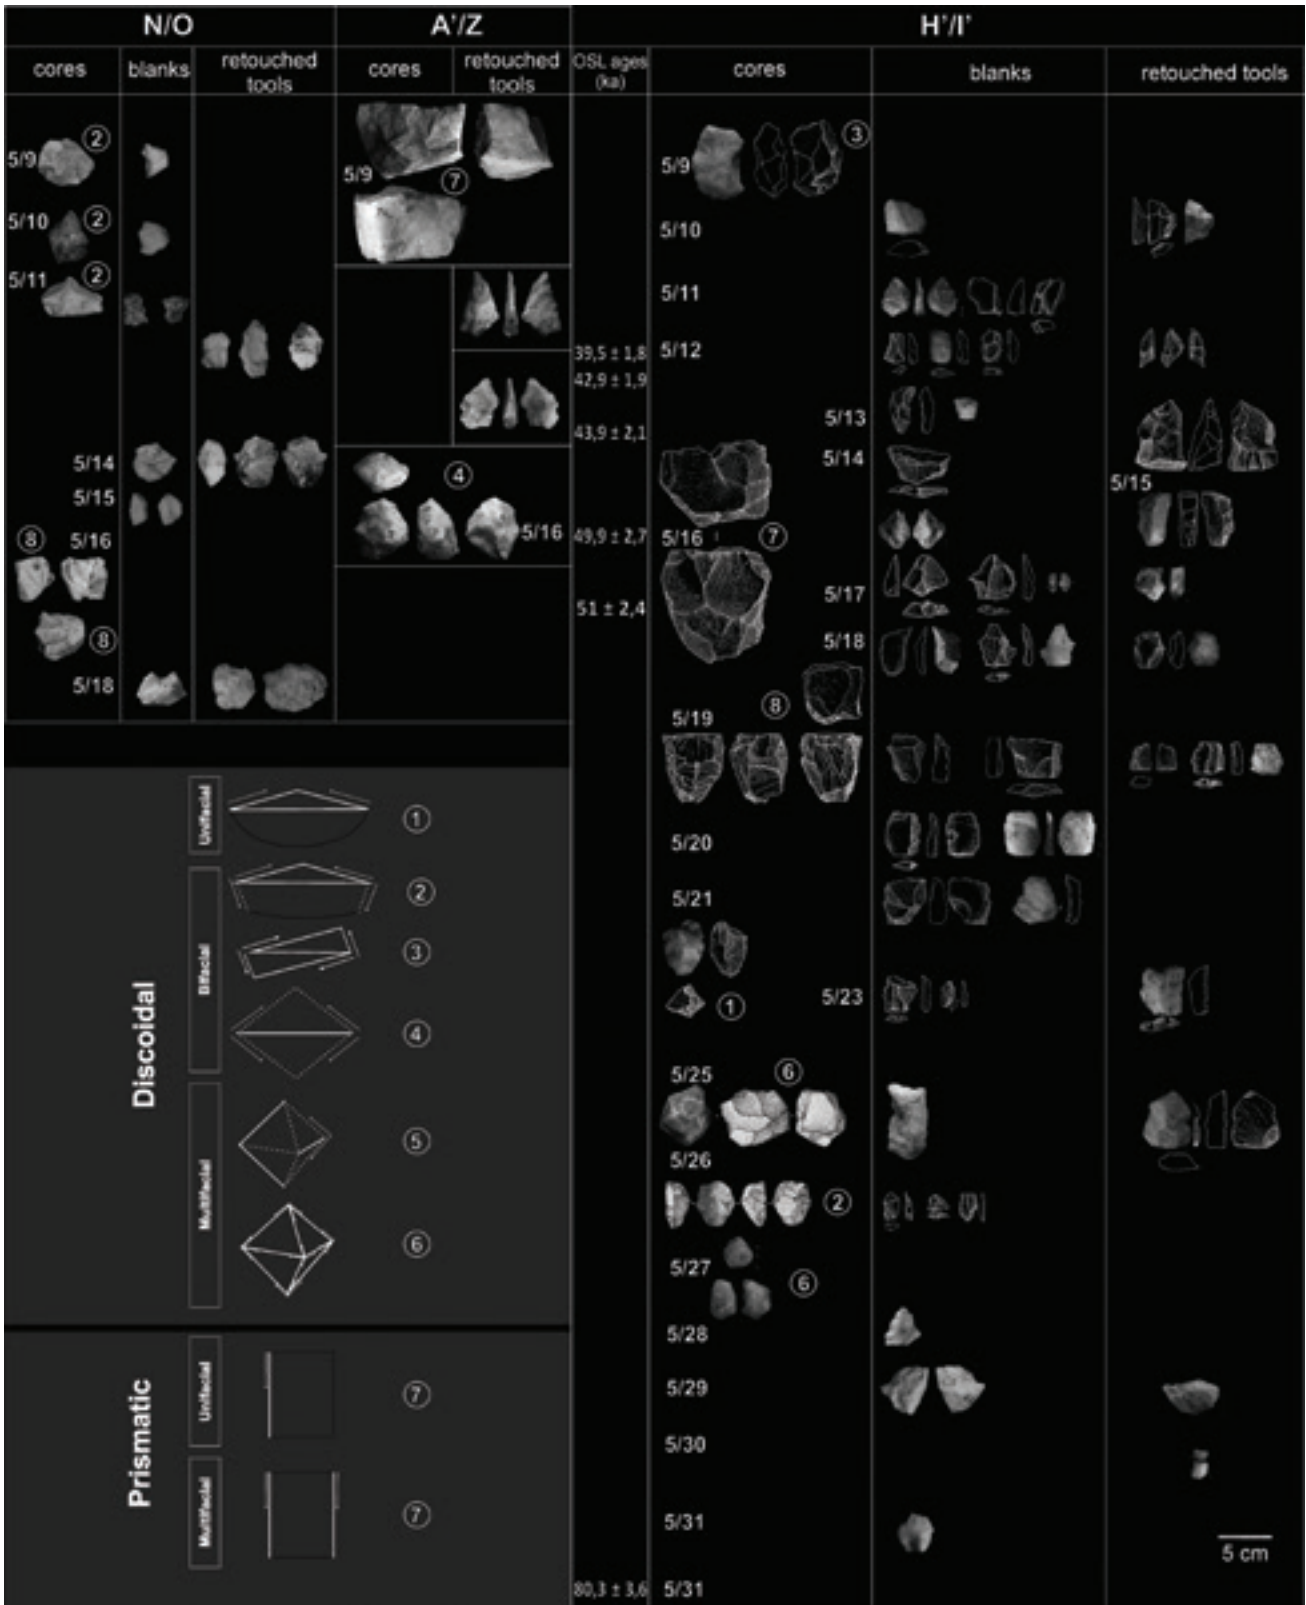 N/O
A'/Z
H'/I'
cores
blanks
retouched
tools
cores
retouched
tools
OSL ages
(ka)
cores
blanks
retouched tools
5/9
2
5/10
2
5/11
2
5/14
5/15
8
5/16
8
5/18
5/9
7
4
5/16
39,5 ± 1,8
42,9 ± 1,9
43,9 ± 2,1
49,9 ± 2,7
51 ± 2,4
80,3 ± 3,6
5/9
3
5/10
5/11
5/12
5/13
5/14
5/15
5/16
7
5/17
5/18
8
5/19
5/20
5/21
1
5/23
5/25
6
5/26
2
5/27
6
5/28
5/29
5/30
5/31
5/31
5 cm
Discoidal
Unifacial
1
Bifacial
2
3
4
Multifacial
5
6
Prismatic
Unifacial
7
Multifacial
7